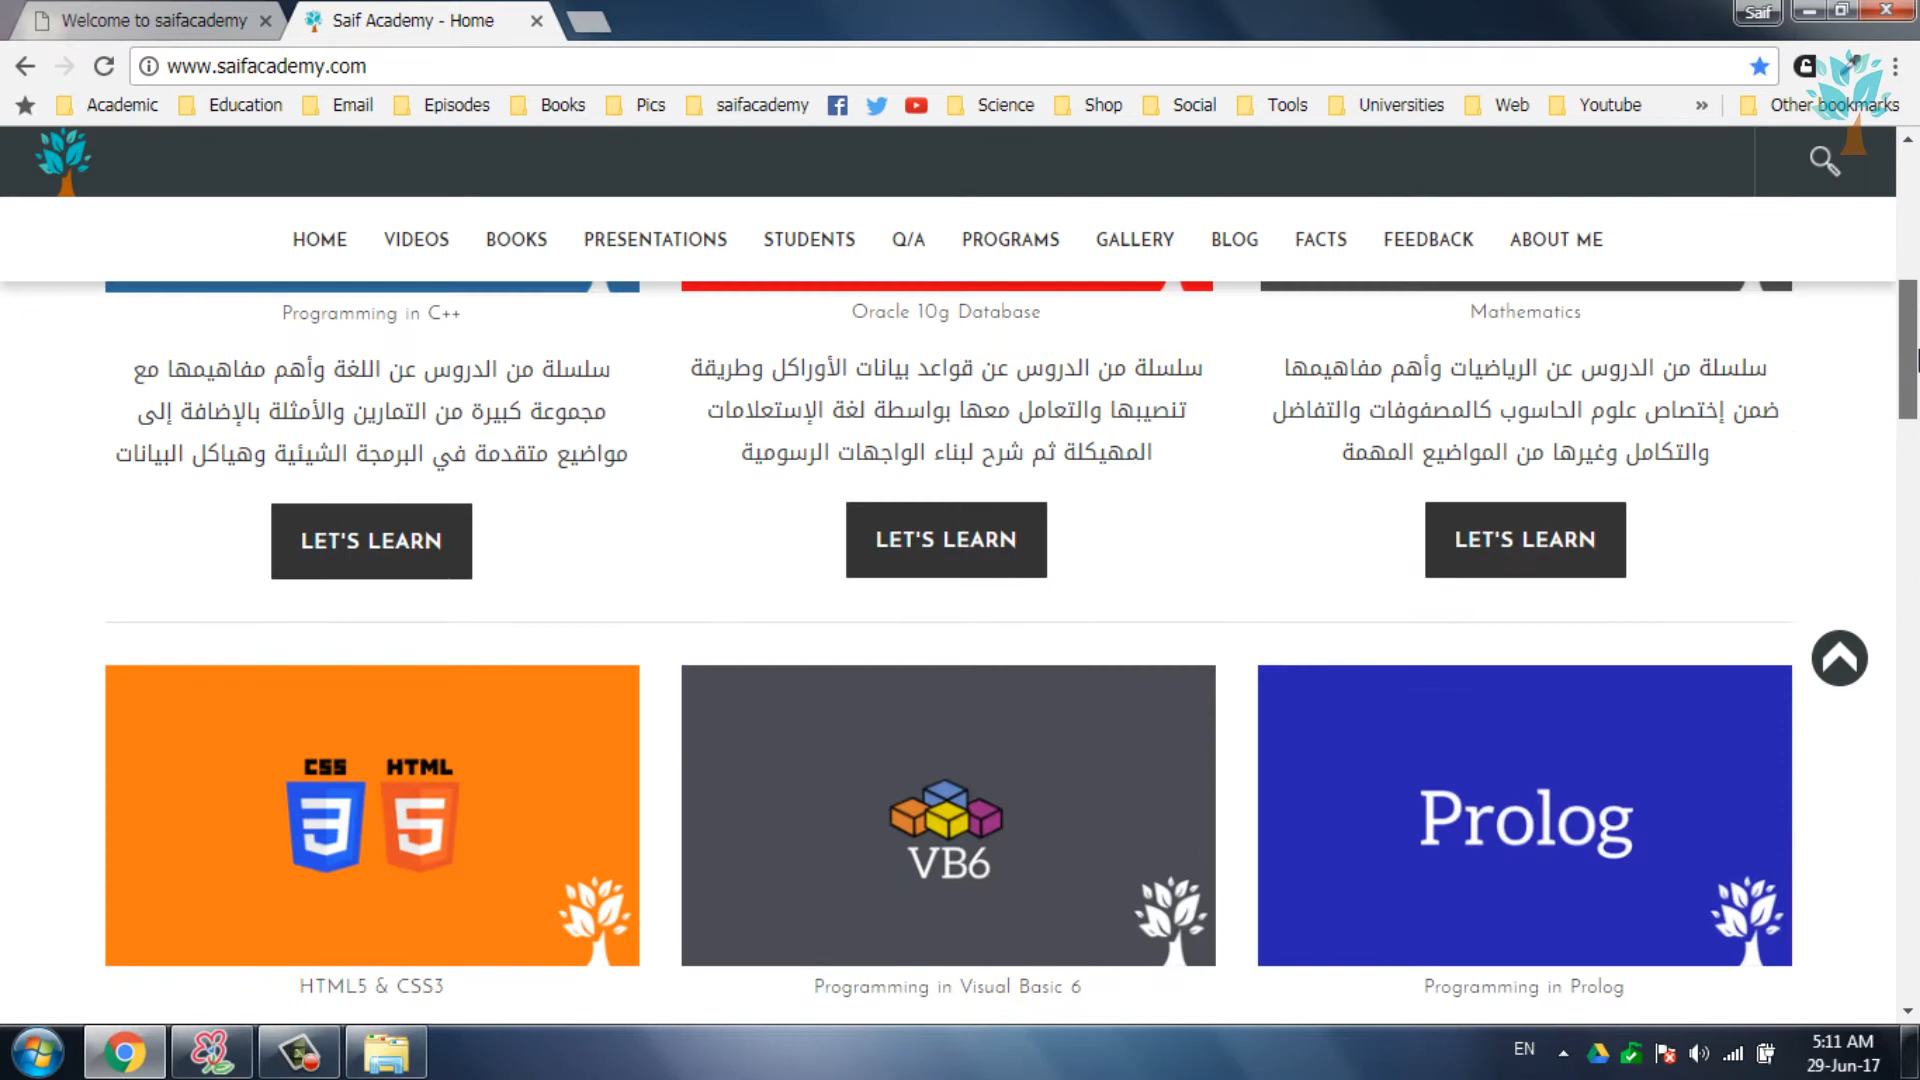 Welcome to saifacademy
Saif Academy - Home
Saif
www.saifacademy.com
Academic Education Email Episodes Books Pics saifacademy Science Shop Social Tools Universities Web Youtube » Other bookmarks
HOME VIDEOS BOOKS PRESENTATIONS STUDENTS Q/A PROGRAMS GALLERY BLOG FACTS FEEDBACK ABOUT ME
Programming in C++
سلسلة من الدروس عن اللغة وأهم مفاهيمها مع
مجموعة كبيرة من التمارين والأمثلة بالإضافة إلى
مواضيع متقدمة في البرمجة الشيئية وهياكل البيانات
LET'S LEARN
Oracle 10g Database
سلسلة من الدروس عن قواعد بيانات الأوراكل وطريقة
تنصيبها والتعامل معها بواسطة لغة الإستعلامات
المهيكلة ثم شرح لبناء الواجهات الرسومية
LET'S LEARN
Mathematics
سلسلة من الدروس عن الرياضيات وأهم مفاهيمها
ضمن إختصاص علوم الحاسوب كالمصفوفات والتفاضل
والتكامل وغيرها من المواضيع المهمة
LET'S LEARN
CSS HTML
3 5
HTML5 & CSS3
VB6
Programming in Visual Basic 6
Prolog
Programming in Prolog
EN
5:11 AM
29-Jun-17